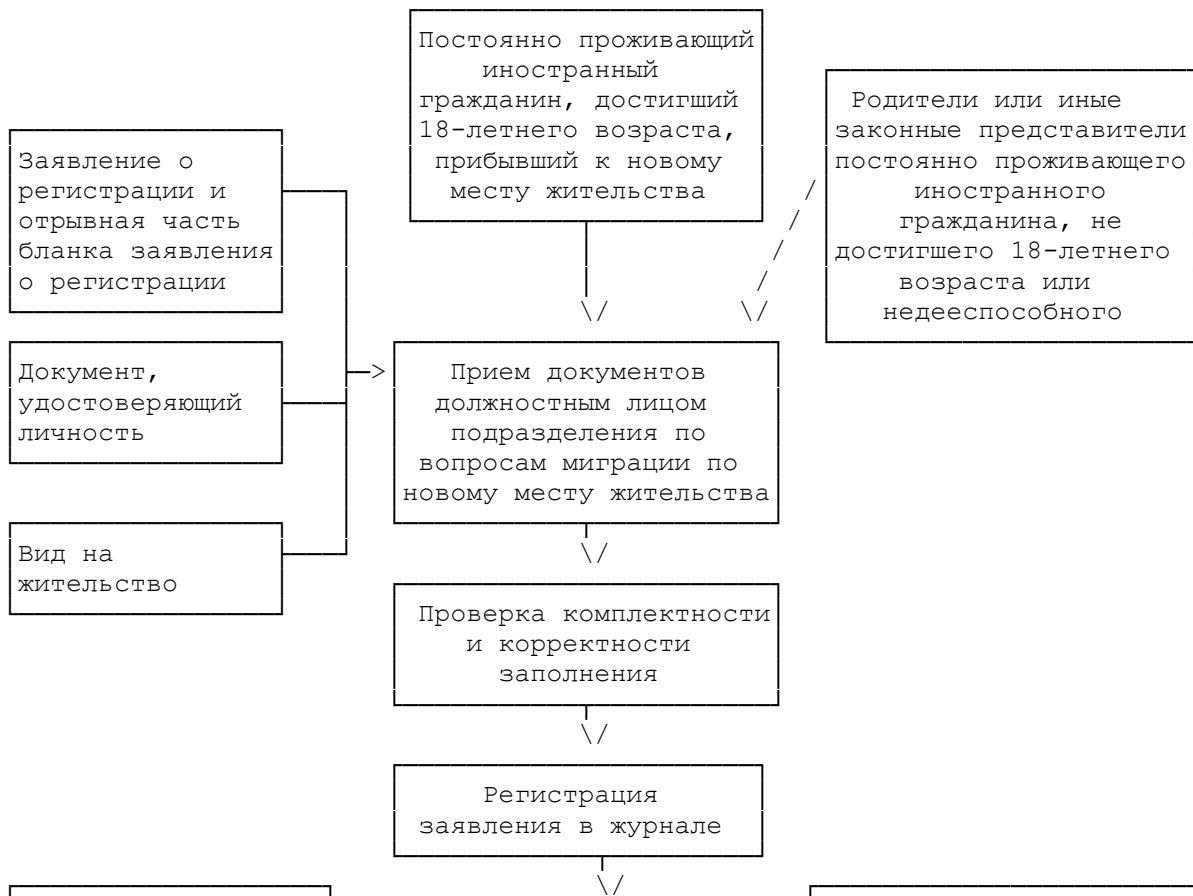 Постоянно проживающий
иностранный
гражданин, достигший
18-летнего возраста,
прибывший к новому
месту жительства
Родители или иные
законные представители
постоянно проживающего
иностранного
гражданина, не
достигшего 18-летнего
возраста или
недееспособного
Заявление о
регистрации и
отрывная часть
бланка заявления
о регистрации
Документ,
удостоверяющий
личность
Вид на
жительство
Прием документов
должностным лицом
подразделения по
вопросам миграции по
новому месту жительства
Проверка комплектности
и корректности
заполнения
Регистрация
заявления в журнале